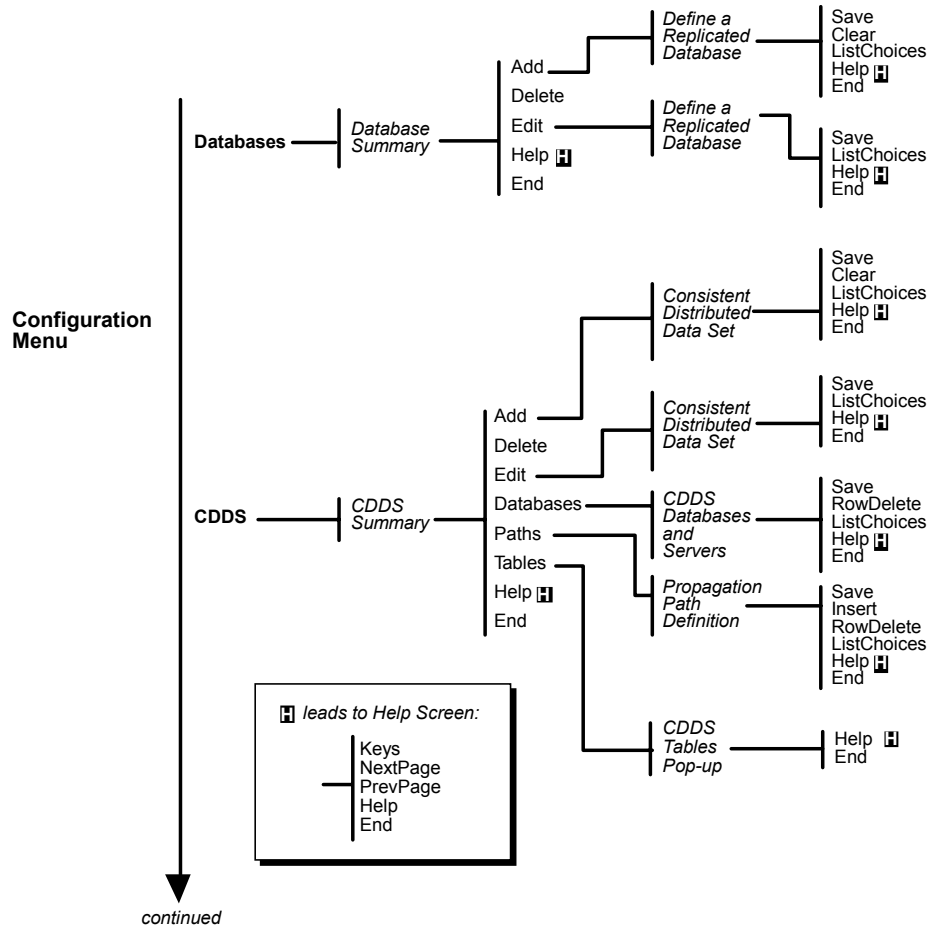 Configuration
Menu
Databases
Database
Summary
Add
Delete
Edit
Help H
End
Define a
Replicated
Database
Save
Clear
ListChoices
Help H
End
Define a
Replicated
Database
Save
ListChoices
Help H
End
CDDS
CDDS
Summary
Add
Delete
Edit
Databases
Paths
Tables
Help H
End
Consistent
Distributed
Data Set
Save
Clear
ListChoices
Help H
End
Consistent
Distributed
Data Set
Save
ListChoices
Help H
End
CDDS
Databases
and
Servers
Save
RowDelete
ListChoices
Help H
End
Propagation
Path
Definition
Save
Insert
RowDelete
ListChoices
Help H
End
CDDS
Tables
Pop-up
Help H
End
H leads to Help Screen:
Keys
NextPage
PrevPage
Help
End
continued